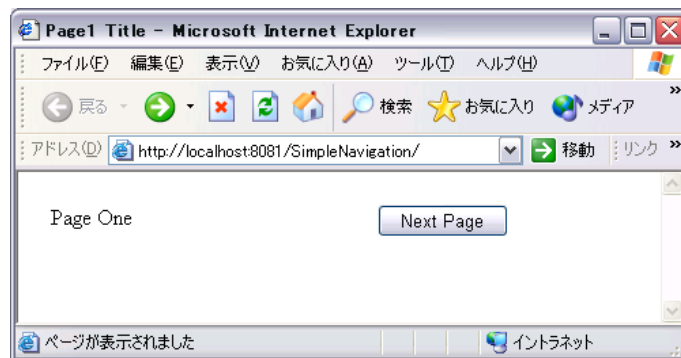 Page1 Title - Microsoft Internet Explorer
ファイル(F) 編集(E) 表示(V) お気に入り(A) ツール(T) ヘルプ(H)
戻る 検索 お気に入り メディア »
アドレス(D) http://localhost:8081/SimpleNavigation/ 移動 リンク »
Page One Next Page
ページが表示されました イントラネット